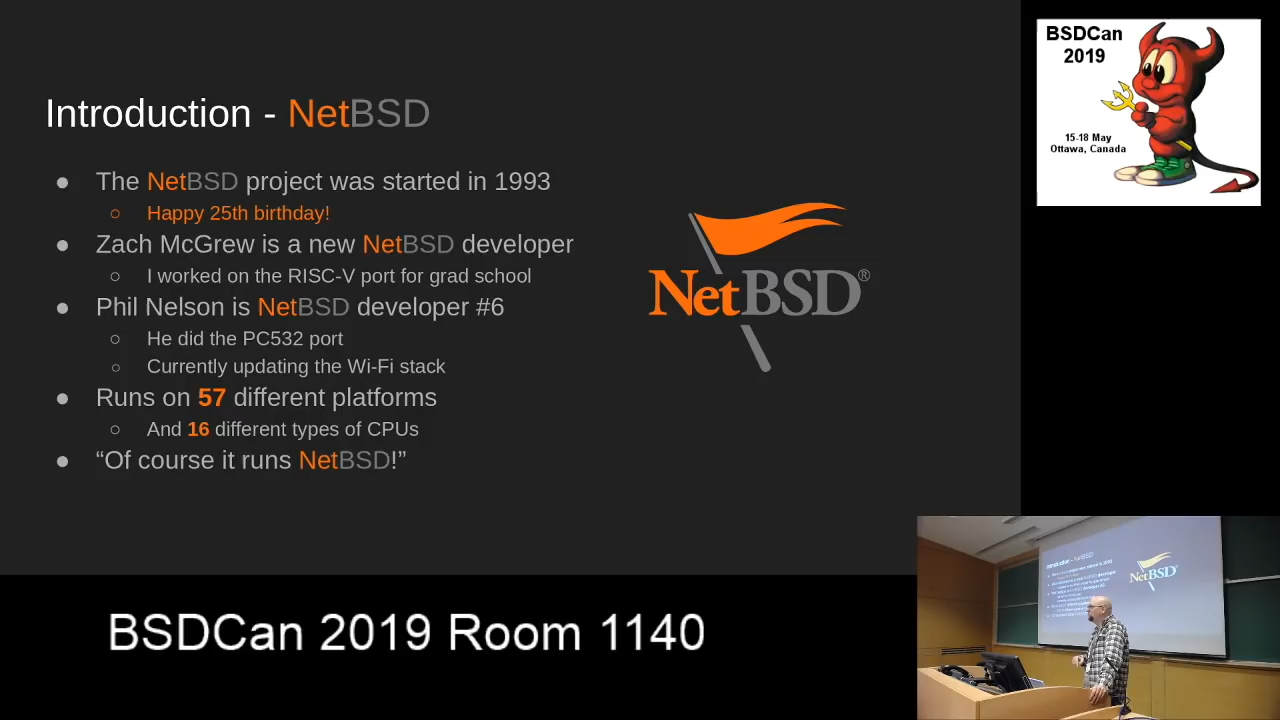 Introduction - NetBSD
● The NetBSD project was started in 1993
○ Happy 25th birthday!
● Zach McGrew is a new NetBSD developer
○ I worked on the RISC-V port for grad school
● Phil Nelson is NetBSD developer #6
○ He did the PC532 port
○ Currently updating the Wi-Fi stack
● Runs on 57 different platforms
○ And 16 different types of CPUs
● “Of course it runs NetBSD!”
NetBSD®
BSDCan
2019
15-18 May
Ottawa, Canada
BSDCan 2019 Room 1140
Introduction - NetBSD
NetBSD